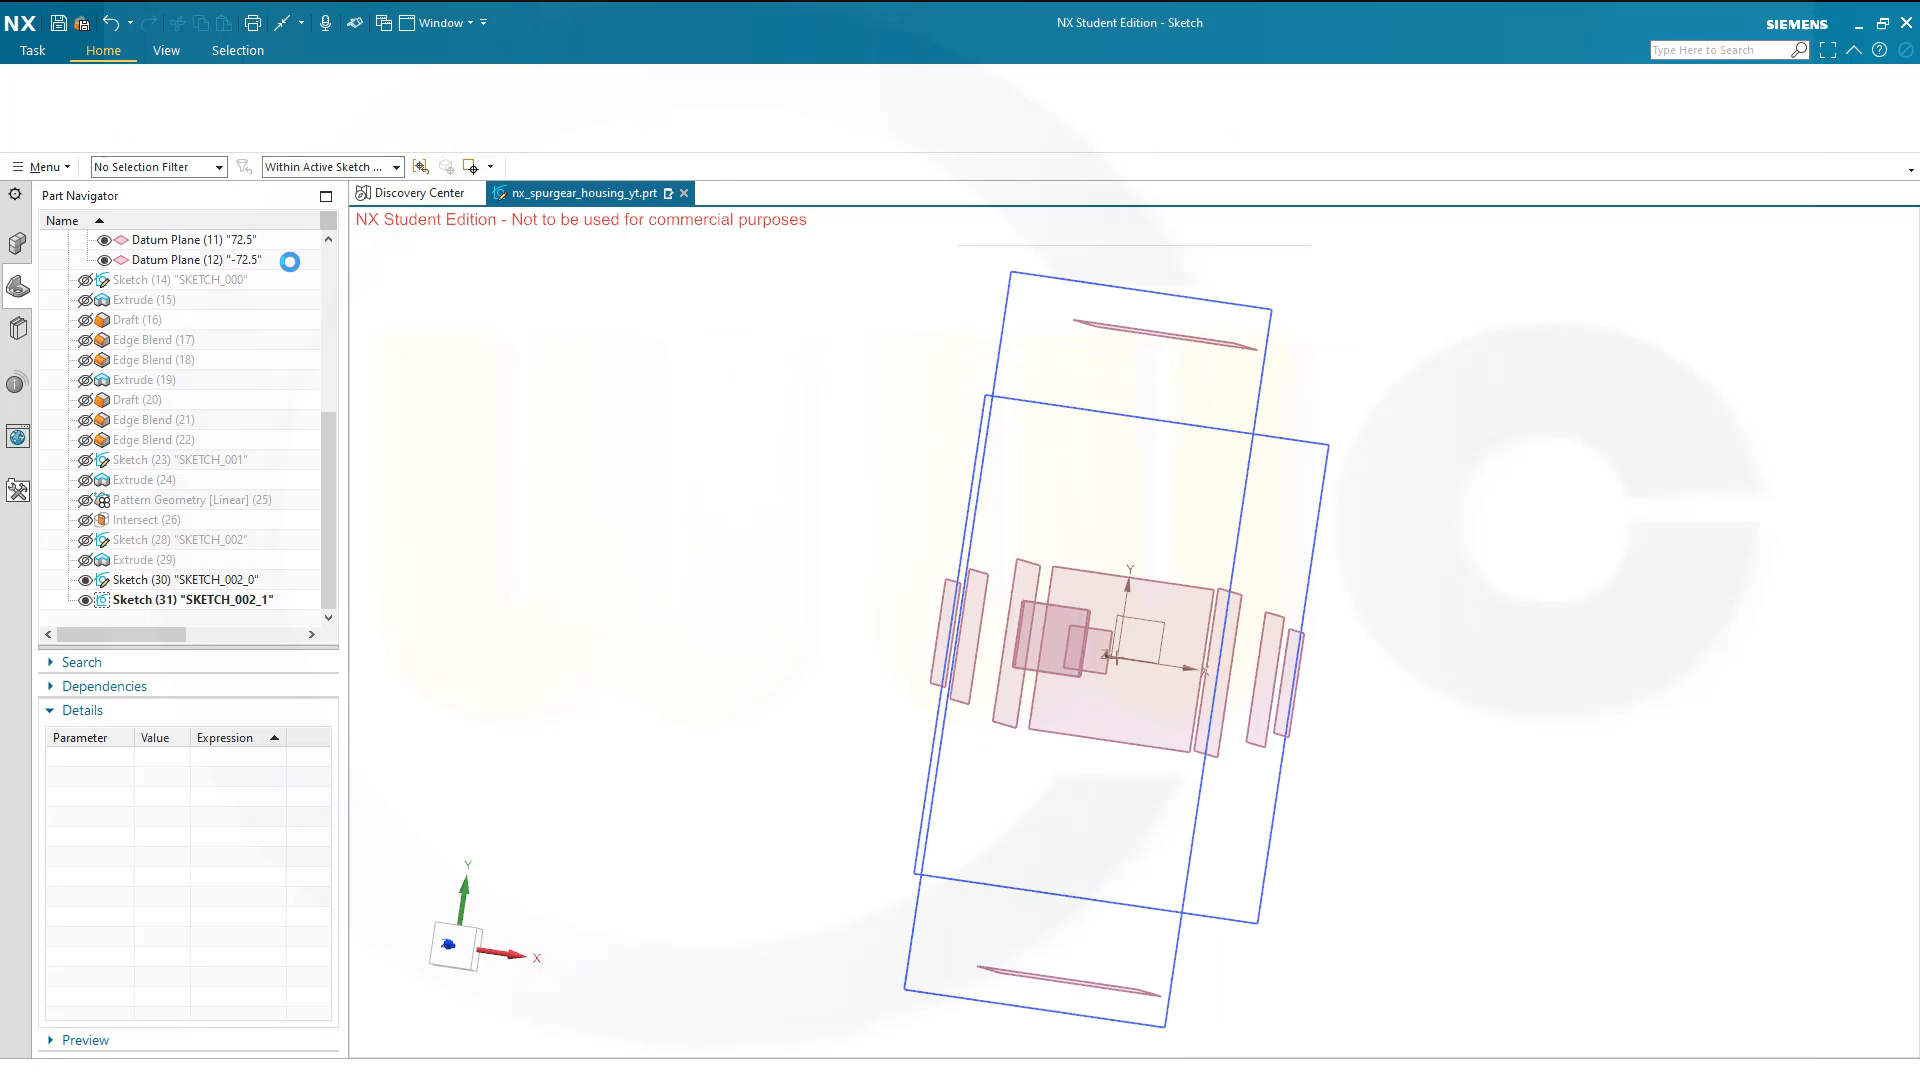 NX
Window
NX Student Edition - Sketch
SIEMENS
Task
Home
View
Selection
Type Here to Search
Menu
No Selection Filter
Within Active Sketch ...
Part Navigator
Discovery Center
nx_spurgear_housing_yt.prt
Name
NX Student Edition - Not to be used for commercial purposes
Datum Plane (11) "72.5"
Datum Plane (12) "-72.5"
Sketch (14) "SKETCH_000"
Extrude (15)
Draft (16)
Edge Blend (17)
Edge Blend (18)
Extrude (19)
Draft (20)
Edge Blend (21)
Edge Blend (22)
Sketch (23) "SKETCH_001"
Extrude (24)
Pattern Geometry [Linear] (25)
Intersect (26)
Sketch (28) "SKETCH_002"
Extrude (29)
Sketch (30) "SKETCH_002_0"
Sketch (31) "SKETCH_002_1"
Search
Dependencies
Details
Parameter
Value
Expression
Preview
Y
X
Y
Z
X